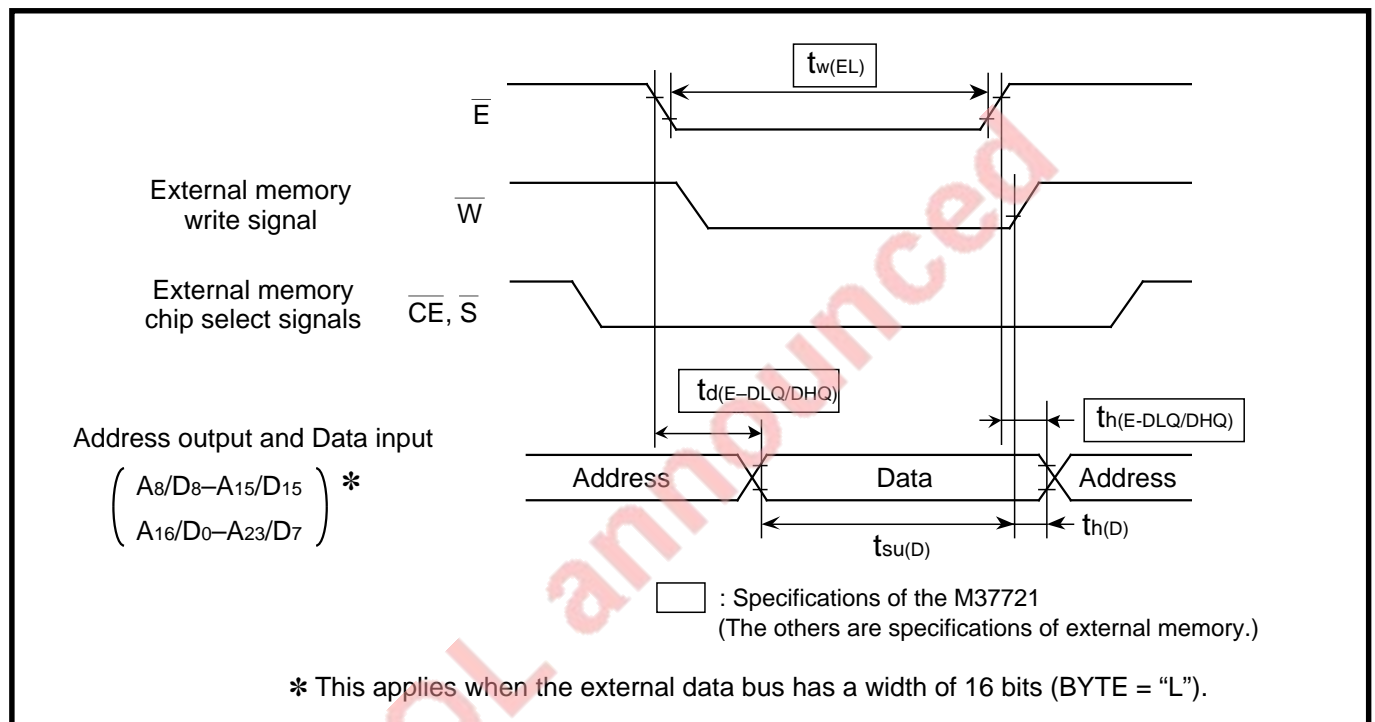 tw(EL)
E
External memory
write signal
W
External memory
chip select signals
CE, S
td(E–DLQ/DHQ)
th(E-DLQ/DHQ)
Address output and Data input
A8/D8–A15/D15
A16/D0–A23/D7
✽
Address
Data
Address
tsu(D)
th(D)
: Specifications of the M37721
(The others are specifications of external memory.)
✽ This applies when the external data bus has a width of 16 bits (BYTE = “L”).
OL announced